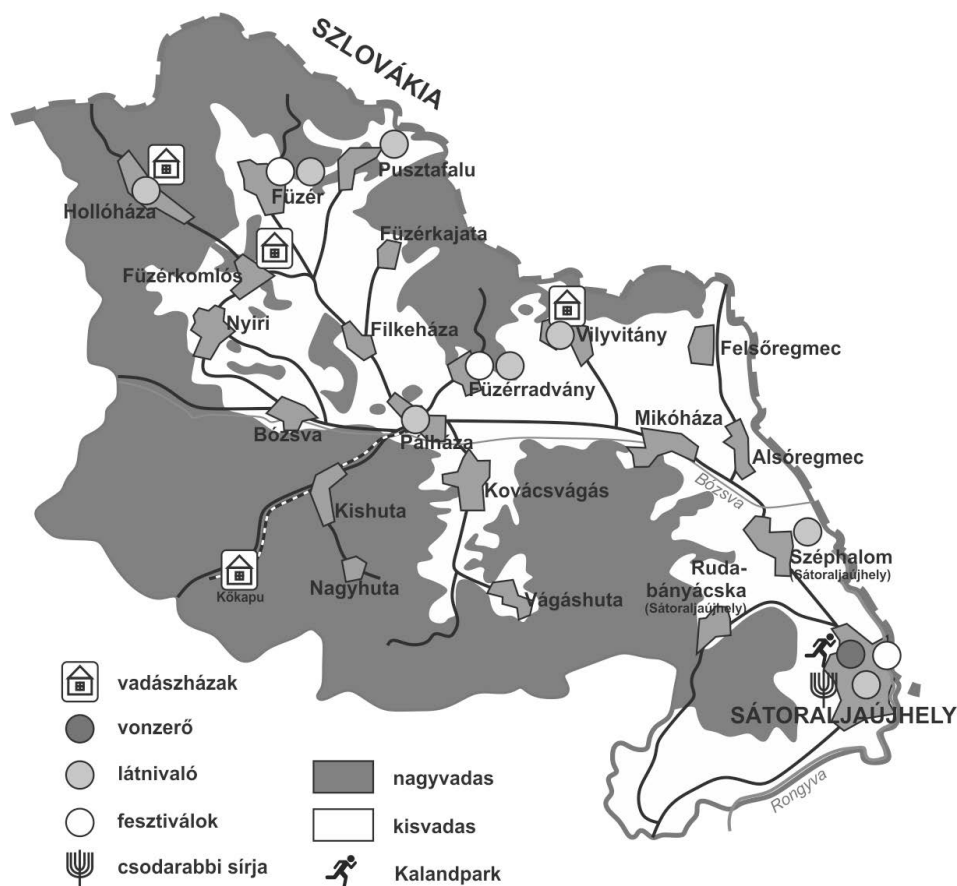 SZLOVÁKIA
Pusztafalu
Füzér
Hollóháza
Füzérkajata
Füzérkomlós
Nyiri
Filkeháza
Vilyvitány
Felsőregmec
Füzérradvány
Mikóháza
Bózsva
Pálháza
Alsóregmec
Bózsva
Kovácsvágás
Kishuta
Széphalom
(Sátoraljaújhely)
Ruda-
bányácska
(Sátoraljaújhely)
Kőkapu
Nagyhuta
Vágáshuta
SÁTORALJAÚJHELY
Rongyva
vadászházak
vonzerő
látnivaló
fesztiválok
csodarabbi sírja
nagyvadas
kisvadas
Kalandpark